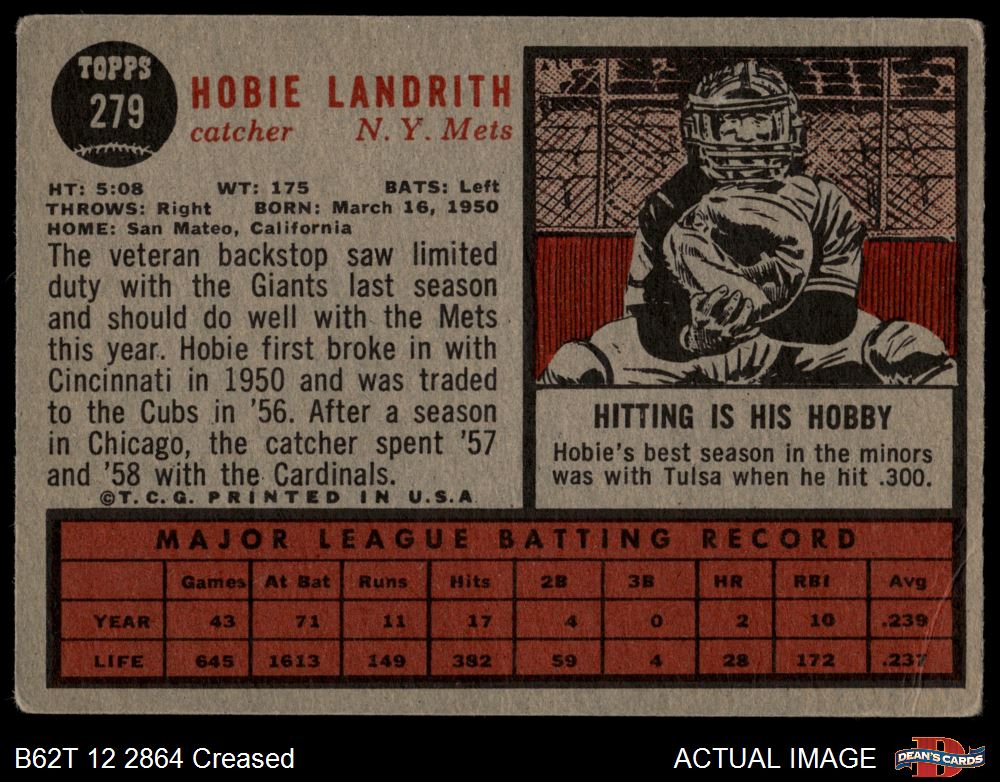 TOPPS
279
HOBIE LANDRITH
catcher N. Y. Mets
HT: 5:08 WT: 175 BATS: Left
THROWS: Right BORN: March 16, 1950
HOME: San Mateo, California
The veteran backstop saw limited
duty with the Giants last season
and should do well with the Mets
this year. Hobie first broke in with
Cincinnati in 1950 and was traded
to the Cubs in '56. After a season
in Chicago, the catcher spent '57
and '58 with the Cardinals.
©T. C. G. PRINTED IN U.S.A
HITTING IS HIS HOBBY
Hobie's best season in the minors
was with Tulsa when he hit .300.
MAJOR LEAGUE BATTING RECORD
Games At Bat Runs Hits 2B 3B HR RBI Avg
YEAR 43 71 11 17 4 0 2 10 .239
LIFE 645 1613 149 382 59 4 28 172 .237
B62T 12 2864 Creased
ACTUAL IMAGE
D
DEAN'S CARDS